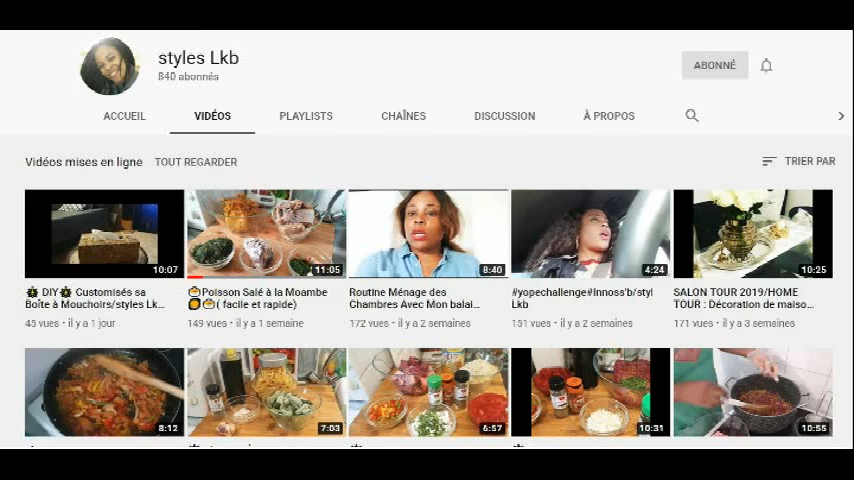 styles Lkb
840 abonnés
ABONNÉ
ACCUEIL VIDÉOS PLAYLISTS CHAÎNES DISCUSSION À PROPOS
Vidéos mises en ligne TOUT REGARDER TRIER PAR
10:07 11:05 8:40 4:24 10:25
DIY Customisés sa
Boîte à Mouchoirs/styles Lk...
45 vues • il y a 1 jour
Poisson Salé à la Moambe
( facile et rapide)
149 vues • il y a 1 semaine
Routine Ménage des
Chambres Avec Mon balai...
172 vues • il y a 2 semaines
#yopechallenge#Innoss'b/styl
Lkb
151 vues • il y a 2 semaines
SALON TOUR 2019/HOME
TOUR : Décoration de maiso...
171 vues • il y a 3 semaines
8:12 7:03 6:57 10:31 10:55